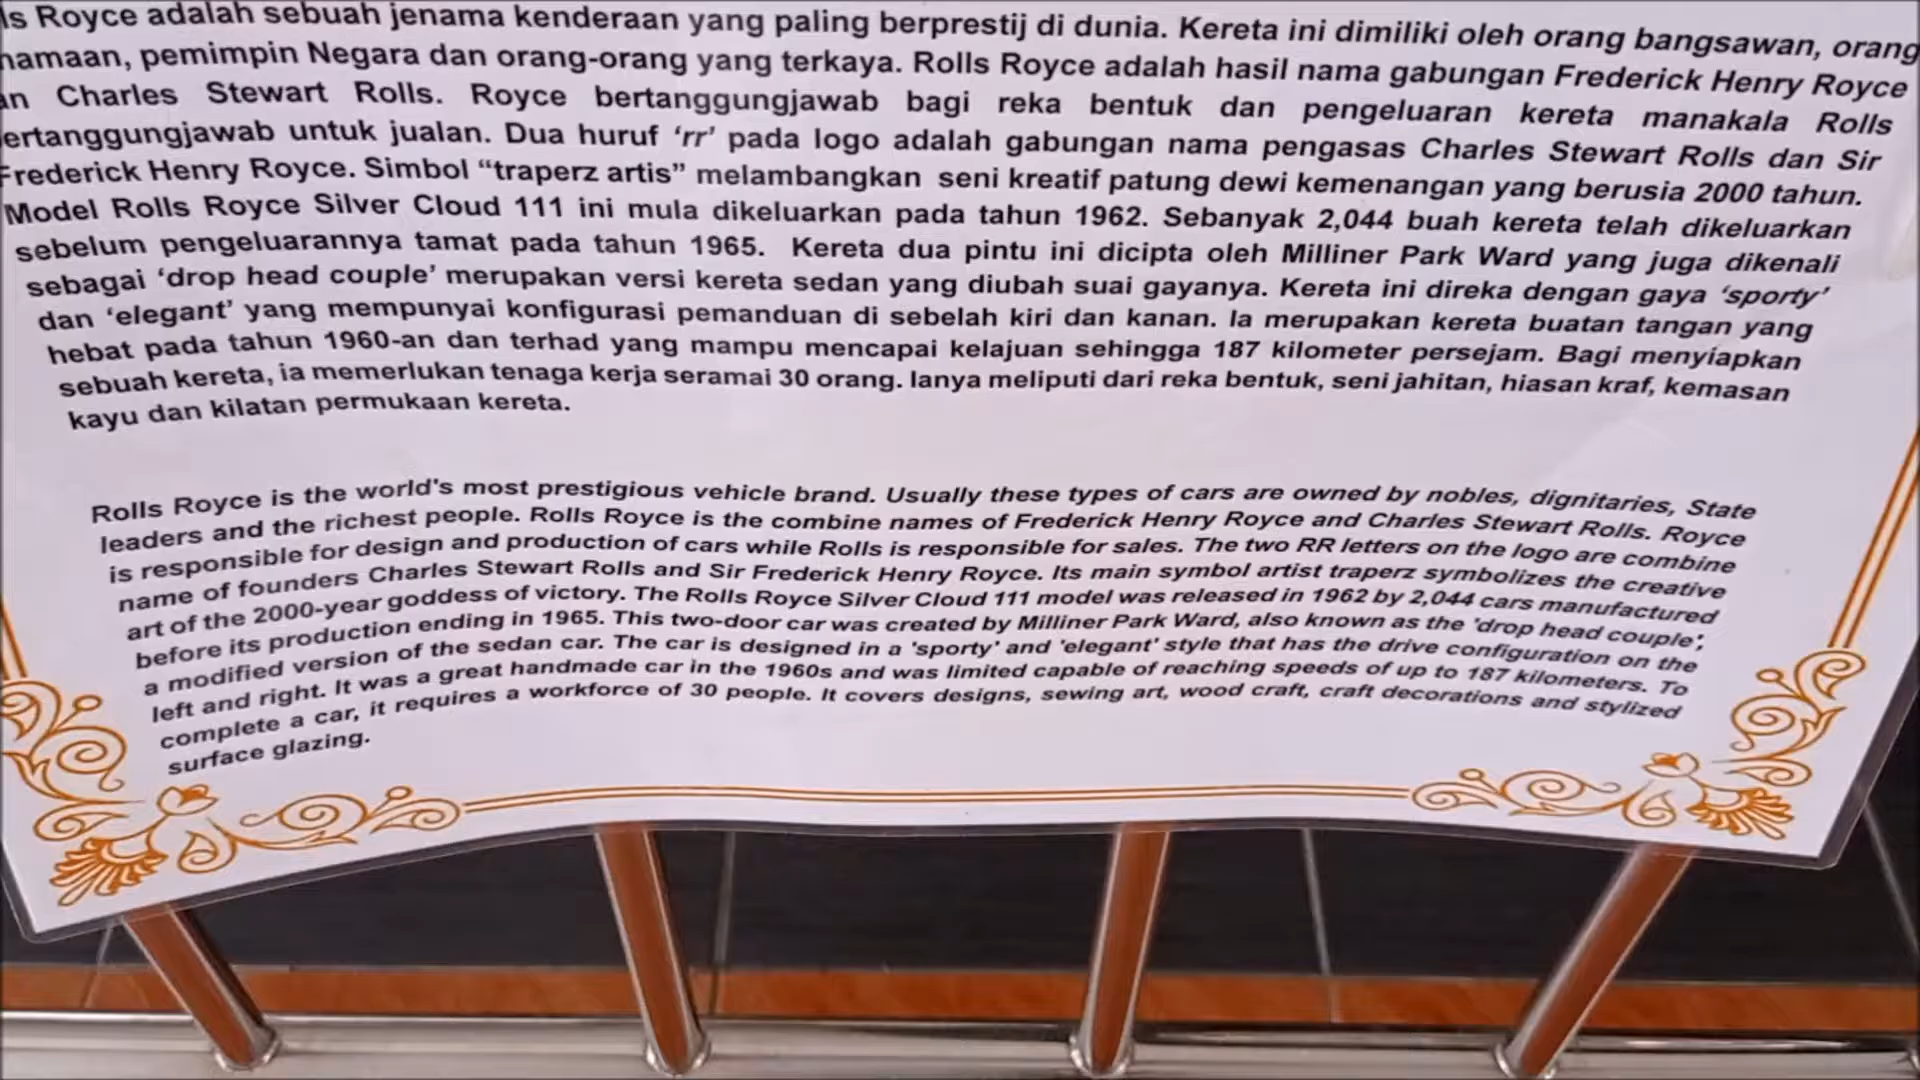 ls Royce adalah sebuah jenama kenderaan yang paling berprestij di dunia. Kereta ini dimiliki oleh orang bangsawan, orang
namaan, pemimpin Negara dan orang-orang yang terkaya. Rolls Royce adalah hasil nama gabungan Frederick Henry Royce
an Charles Stewart Rolls. Royce bertanggungjawab bagi reka bentuk dan pengeluaran kereta manakala Rolls
ertanggungjawab untuk jualan. Dua huruf ‘rr’ pada logo adalah gabungan nama pengasas Charles Stewart Rolls dan Sir
Frederick Henry Royce. Simbol “traperz artis” melambangkan seni kreatif patung dewi kemenangan yang berusia 2000 tahun.
Model Rolls Royce Silver Cloud 111 ini mula dikeluarkan pada tahun 1962. Sebanyak 2,044 buah kereta telah dikeluarkan
sebelum pengeluarannya tamat pada tahun 1965. Kereta dua pintu ini dicipta oleh Milliner Park Ward yang juga dikenali
sebagai ‘drop head couple’ merupakan versi kereta sedan yang diubah suai gayanya. Kereta ini direka dengan gaya ‘sporty’
dan ‘elegant’ yang mempunyai konfigurasi pemanduan di sebelah kiri dan kanan. Ia merupakan kereta buatan tangan yang
hebat pada tahun 1960-an dan terhad yang mampu mencapai kelajuan sehingga 187 kilometer persejam. Bagi menyiapkan
sebuah kereta, ia memerlukan tenaga kerja seramai 30 orang. Ianya meliputi dari reka bentuk, seni jahitan, hiasan kraf, kemasan
kayu dan kilatan permukaan kereta.
Rolls Royce is the world's most prestigious vehicle brand. Usually these types of cars are owned by nobles, dignitaries, State
leaders and the richest people. Rolls Royce is the combine names of Frederick Henry Royce and Charles Stewart Rolls. Royce
is responsible for design and production of cars while Rolls is responsible for sales. The two RR letters on the logo are combine
name of founders Charles Stewart Rolls and Sir Frederick Henry Royce. Its main symbol artist traperz symbolizes the creative
art of the 2000-year goddess of victory. The Rolls Royce Silver Cloud 111 model was released in 1962 by 2,044 cars manufactured
before its production ending in 1965. This two-door car was created by Milliner Park Ward, also known as the 'drop head couple';
a modified version of the sedan car. The car is designed in a 'sporty' and 'elegant' style that has the drive configuration on the
left and right. It was a great handmade car in the 1960s and was limited capable of reaching speeds of up to 187 kilometers. To
complete a car, it requires a workforce of 30 people. It covers designs, sewing art, wood craft, craft decorations and stylized
surface glazing.